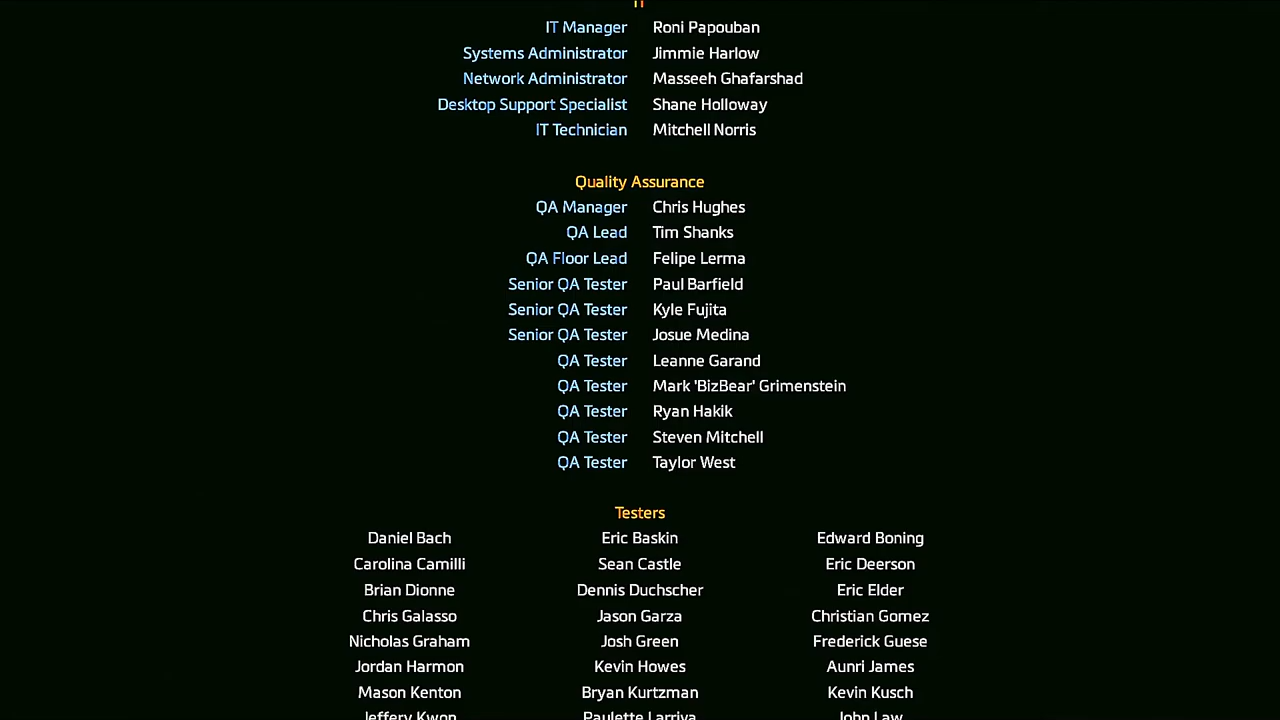 IT Manager Roni Papouban
Systems Administrator Jimmie Harlow
Network Administrator Masseeh Ghafarshad
Desktop Support Specialist Shane Holloway
IT Technician Mitchell Norris
Quality Assurance
QA Manager Chris Hughes
QA Lead Tim Shanks
QA Floor Lead Felipe Lerma
Senior QA Tester Paul Barfield
Senior QA Tester Kyle Fujita
Senior QA Tester Josue Medina
QA Tester Leanne Garand
QA Tester Mark 'BizBear' Grimenstein
QA Tester Ryan Hakik
QA Tester Steven Mitchell
QA Tester Taylor West
Testers
Daniel Bach Eric Baskin Edward Boning
Carolina Camilli Sean Castle Eric Deerson
Brian Dionne Dennis Duchscher Eric Elder
Chris Galasso Jason Garza Christian Gomez
Nicholas Graham Josh Green Frederick Guese
Jordan Harmon Kevin Howes Aunri James
Mason Kenton Bryan Kurtzman Kevin Kusch
Jeffery Kwon Paulette Larriva John Law